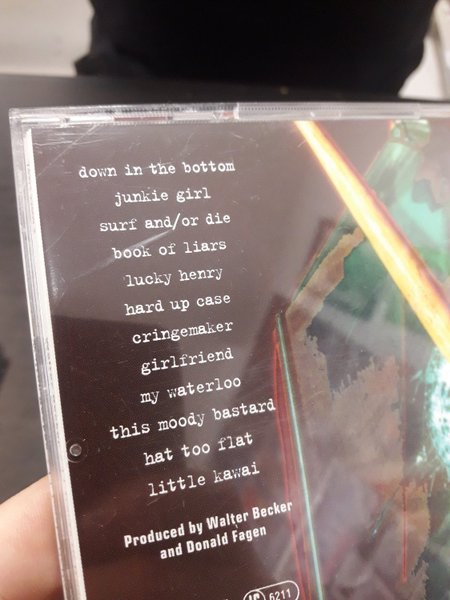 down in the bottom
junkie girl
surf and/or die
book of liars
lucky henry
hard up case
cringemaker
girlfriend
my waterloo
this moody bastard
hat too flat
little kawai
Produced by Walter Becker
and Donald Fagen
6211